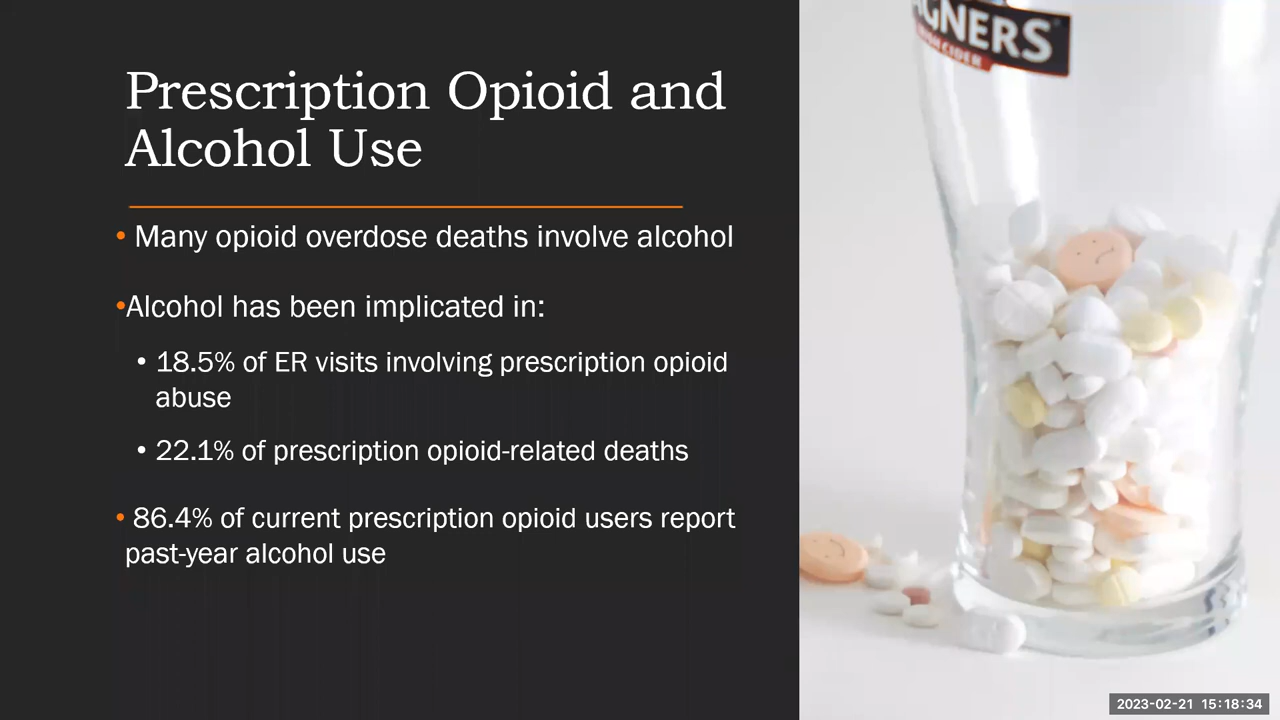 Prescription Opioid and
Alcohol Use
• Many opioid overdose deaths involve alcohol
•Alcohol has been implicated in:
• 18.5% of ER visits involving prescription opioid
abuse
• 22.1% of prescription opioid-related deaths
• 86.4% of current prescription opioid users report
past-year alcohol use
GNERS
CIDER
2023-02-21 15:18:34